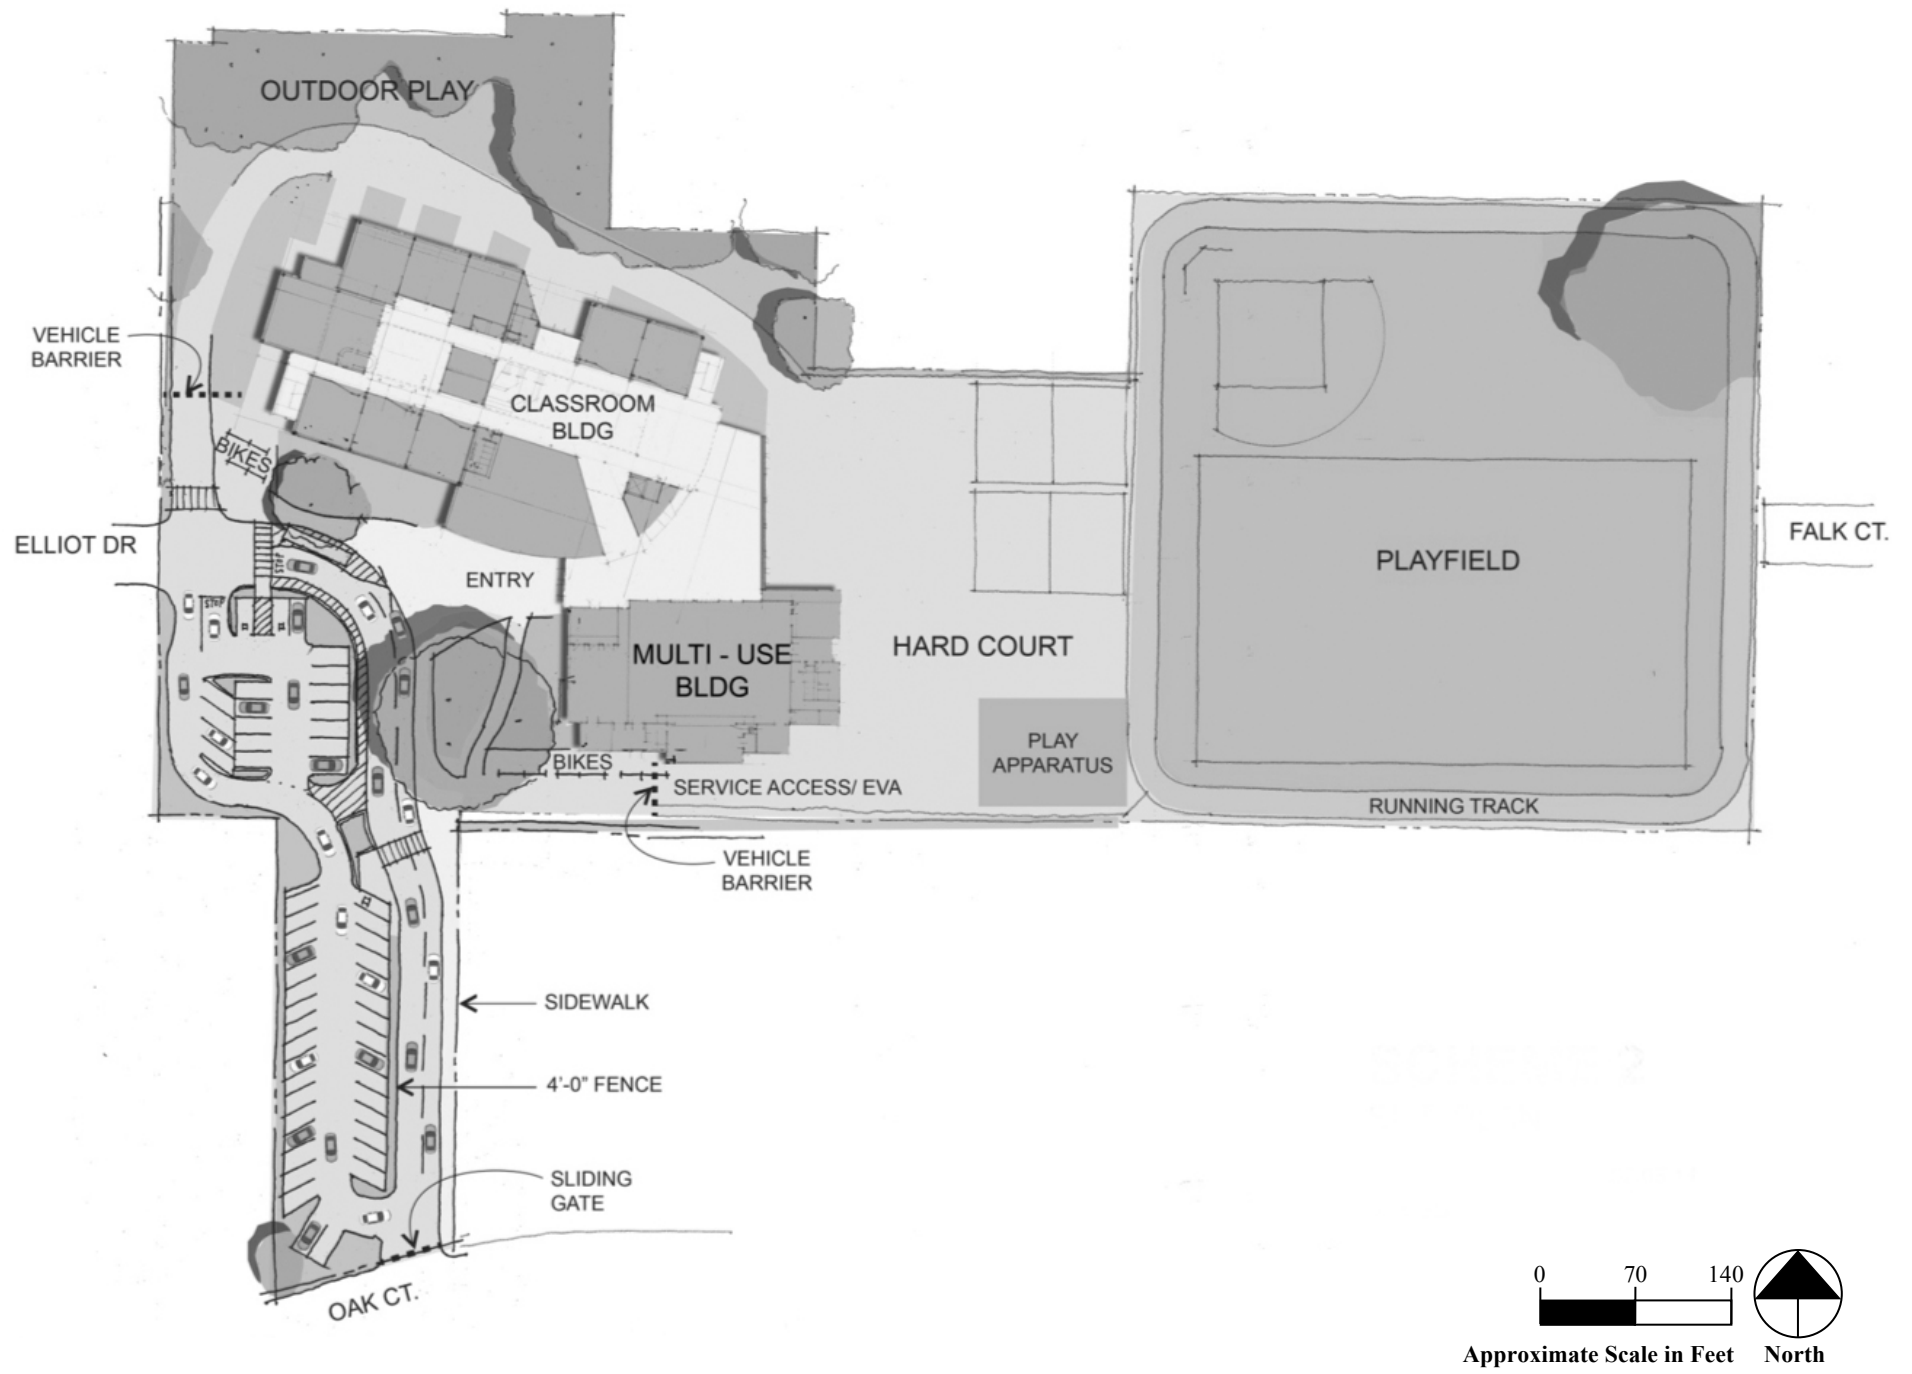 OUTDOOR PLAY
VEHICLE
BARRIER
CLASSROOM
BLDG
BIKES
ELLIOT DR
FALK CT.
STOP
ENTRY
PLAYFIELD
STOP
HARD COURT
MULTI - USE
BLDG
PLAY
APPARATUS
BIKES
SERVICE ACCESS/ EVA
RUNNING TRACK
VEHICLE
BARRIER
SIDEWALK
4'-0" FENCE
SLIDING
GATE
OAK CT.
0 70 140
Approximate Scale in Feet
North